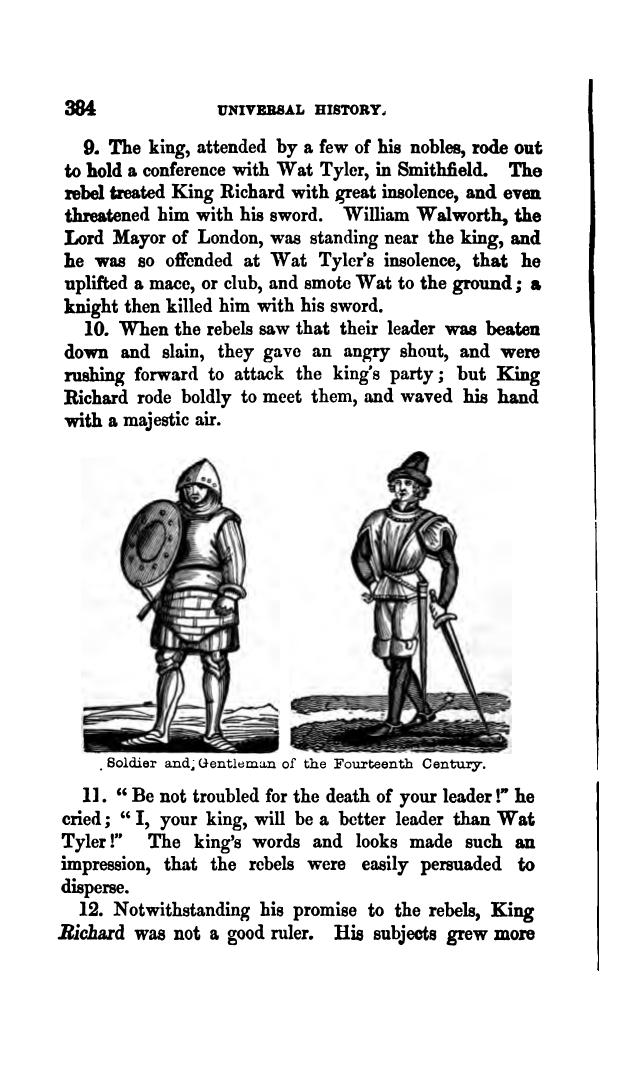 384 UNIVERSAL HISTORY.
9. The king, attended by a few of his nobles, rode out
to hold a conference with Wat Tyler, in Smithfield. The
rebel treated King Richard with great insolence, and even
threatened him with his sword. William Walworth, the
Lord Mayor of London, was standing near the king, and
he was so offended at Wat Tyler's insolence, that he
uplifted a mace, or club, and smote Wat to the ground; a
knight then killed him with his sword.
10. When the rebels saw that their leader was beaten
down and slain, they gave an angry shout, and were
rushing forward to attack the king's party; but King
Richard rode boldly to meet them, and waved his hand
with a majestic air.
Soldier and Gentleman of the Fourteenth Century.
11. "Be not troubled for the death of your leader!" he
cried; "I, your king, will be a better leader than Wat
Tyler!" The king's words and looks made such an
impression, that the rebels were easily persuaded to
disperse.
12. Notwithstanding his promise to the rebels, King
Richard was not a good ruler. His subjects grew more